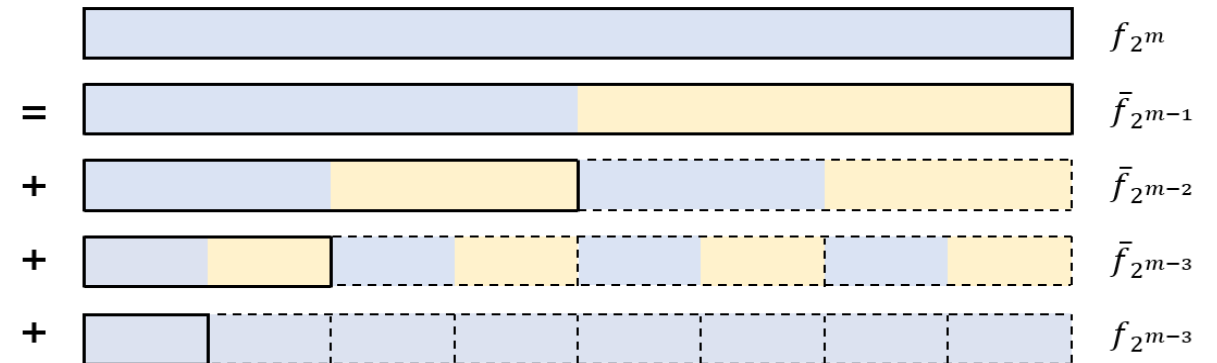 f_{2^m}
= f̄_{2^{m-1}}
+ f̄_{2^{m-2}}
+ f̄_{2^{m-3}}
+ f_{2^{m-3}}